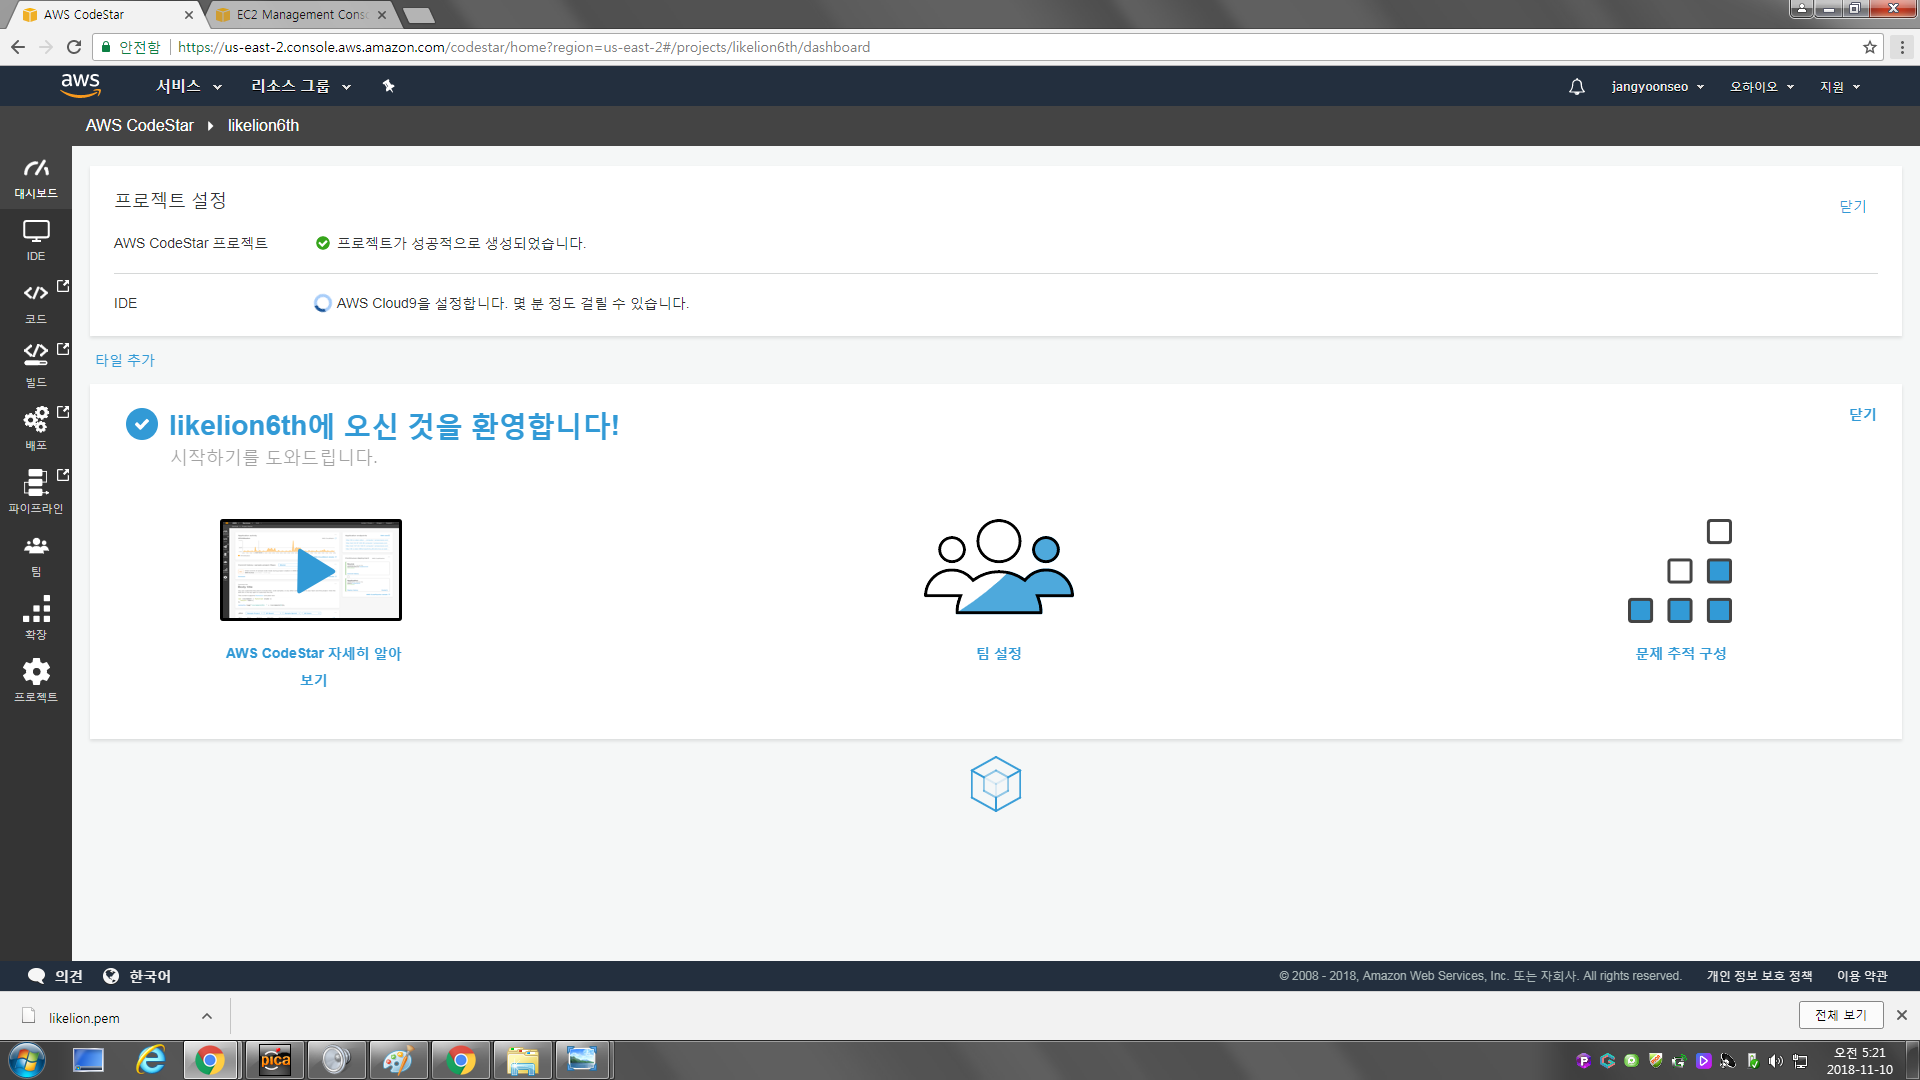 AWS CodeStar
EC2 Management Cons
안전함 https://us-east-2.console.aws.amazon.com/codestar/home?region=us-east-2#/projects/likelion6th/dashboard
aws 서비스 리소스 그룹 jangyoonseo 오하이오 지원
AWS CodeStar likelion6th
대시보드
IDE
코드
빌드
배포
파이프라인
팀
확장
프로젝트
프로젝트 설정
닫기
AWS CodeStar 프로젝트 프로젝트가 성공적으로 생성되었습니다.
IDE AWS Cloud9을 설정합니다. 몇 분 정도 걸릴 수 있습니다.
타일 추가
likelion6th에 오신 것을 환영합니다!
닫기
시작하기를 도와드립니다.
AWS CodeStar 자세히 알아
보기
팀 설정
문제 추적 구성
의견 한국어 © 2008 - 2018, Amazon Web Services, Inc. 또는 자회사. All rights reserved. 개인 정보 보호 정책 이용 약관
likelion.pem
전체 보기
pica
오전 5:21
2018-11-10